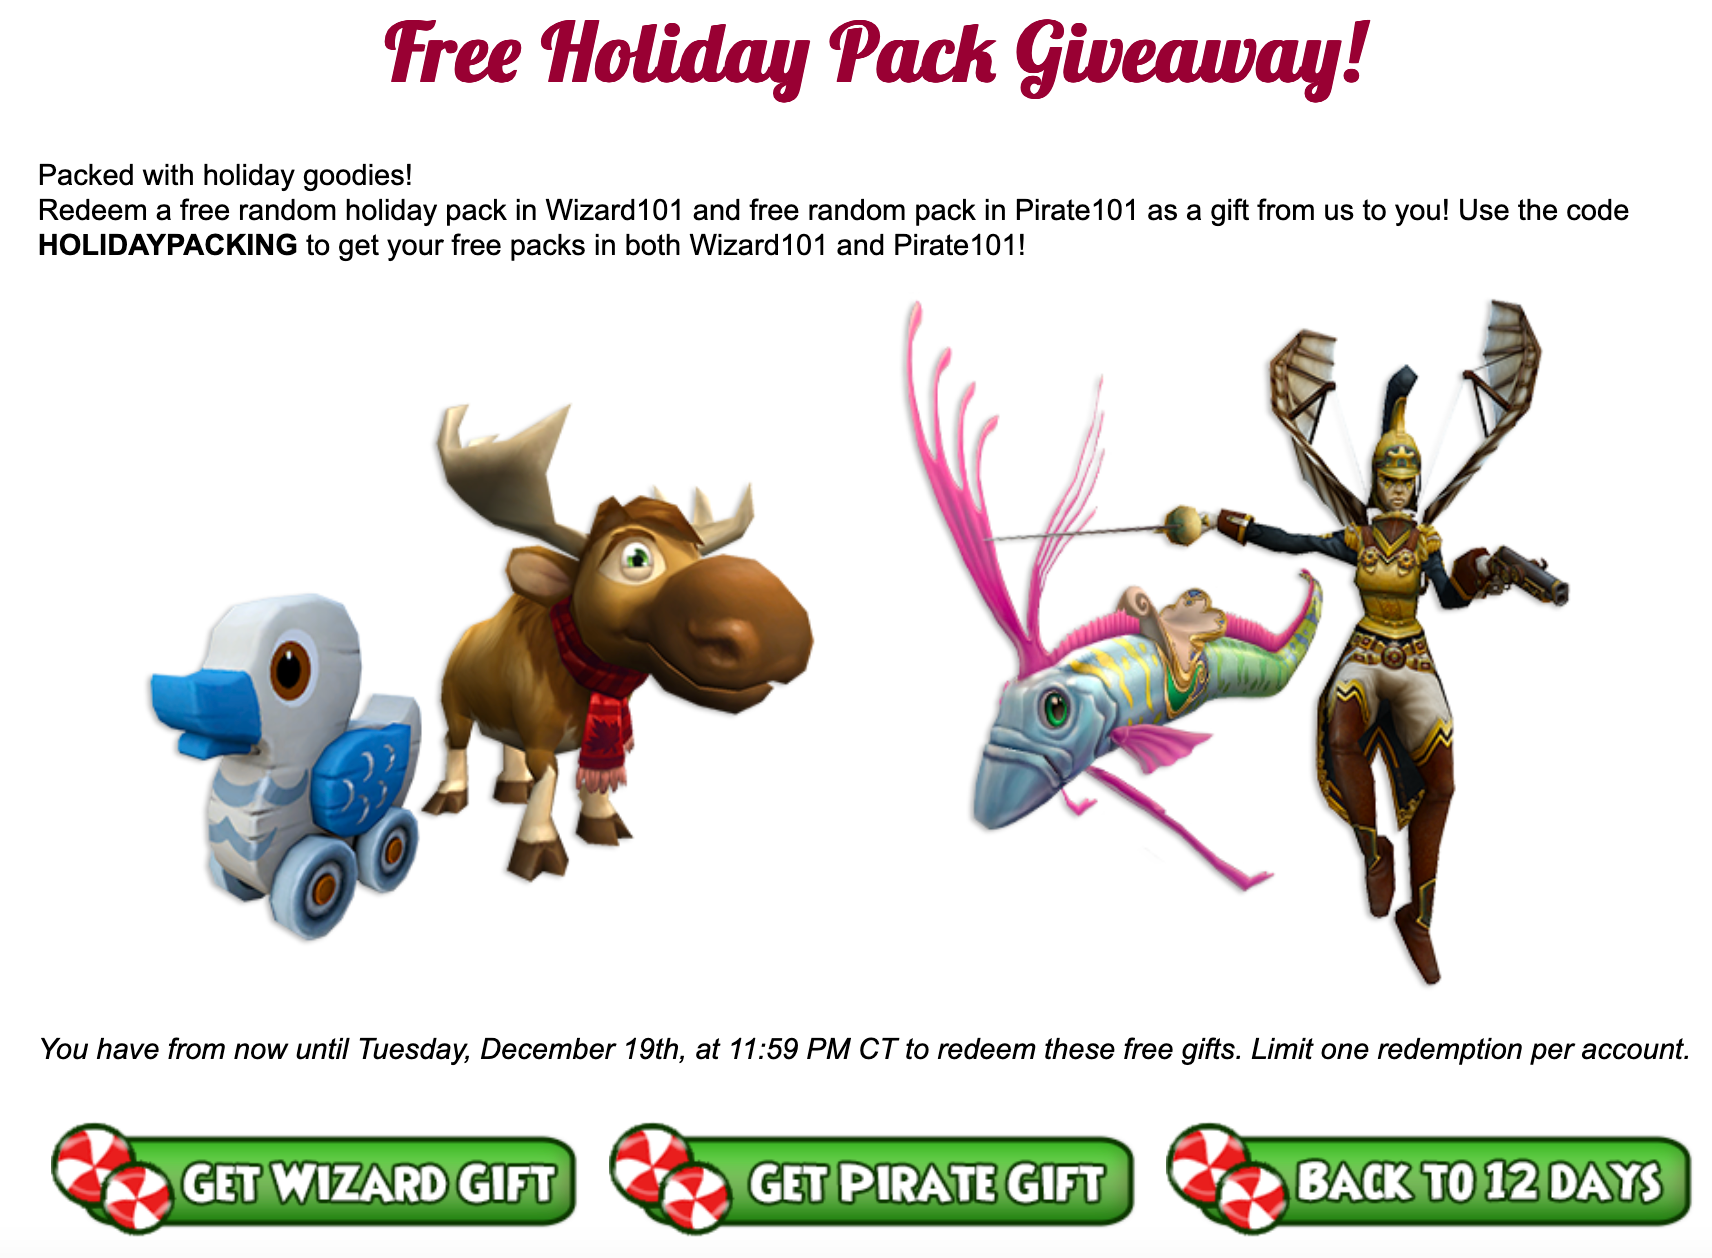 Free Holiday Pack Giveaway!
Packed with holiday goodies!
Redeem a free random holiday pack in Wizard101 and free random pack in Pirate101 as a gift from us to you! Use the code
HOLIDAYPACKING to get your free packs in both Wizard101 and Pirate101!
You have from now until Tuesday, December 19th, at 11:59 PM CT to redeem these free gifts. Limit one redemption per account.
GET WIZARD GIFT
GET PIRATE GIFT
BACK TO 12 DAYS